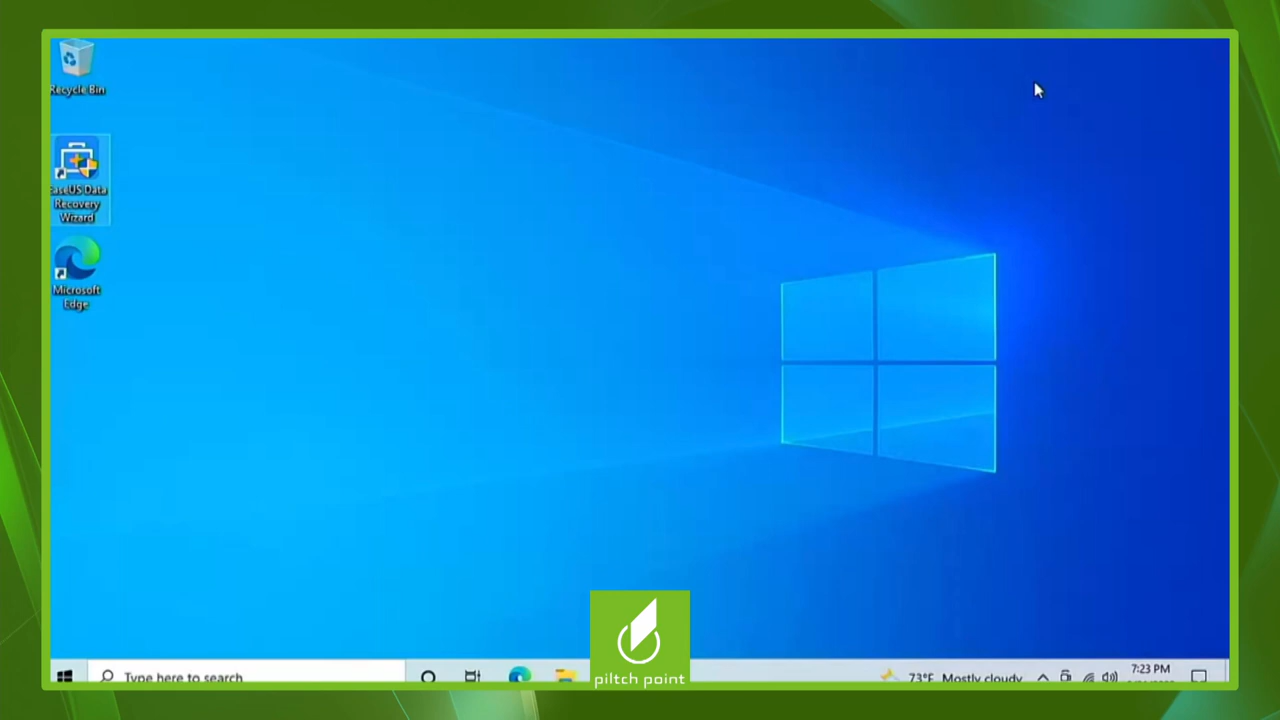 Recycle Bin
EaseUS Data
Recovery
Wizard
Microsoft
Edge
Type here to search
73°F Mostly cloudy
7:23 PM
piltch point